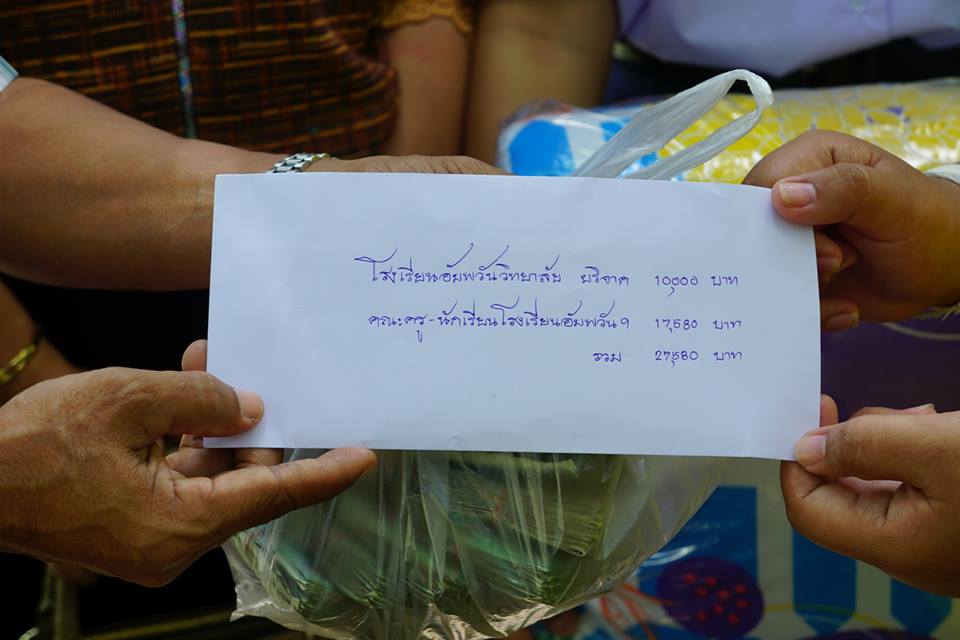 โรงเรียนอัมพวันวิทยาลัย บริจาค 10,000 บาท
คณะครู-นักเรียนโรงเรียนอัมพวันฯ 17,580 บาท
รวม 27,580 บาท